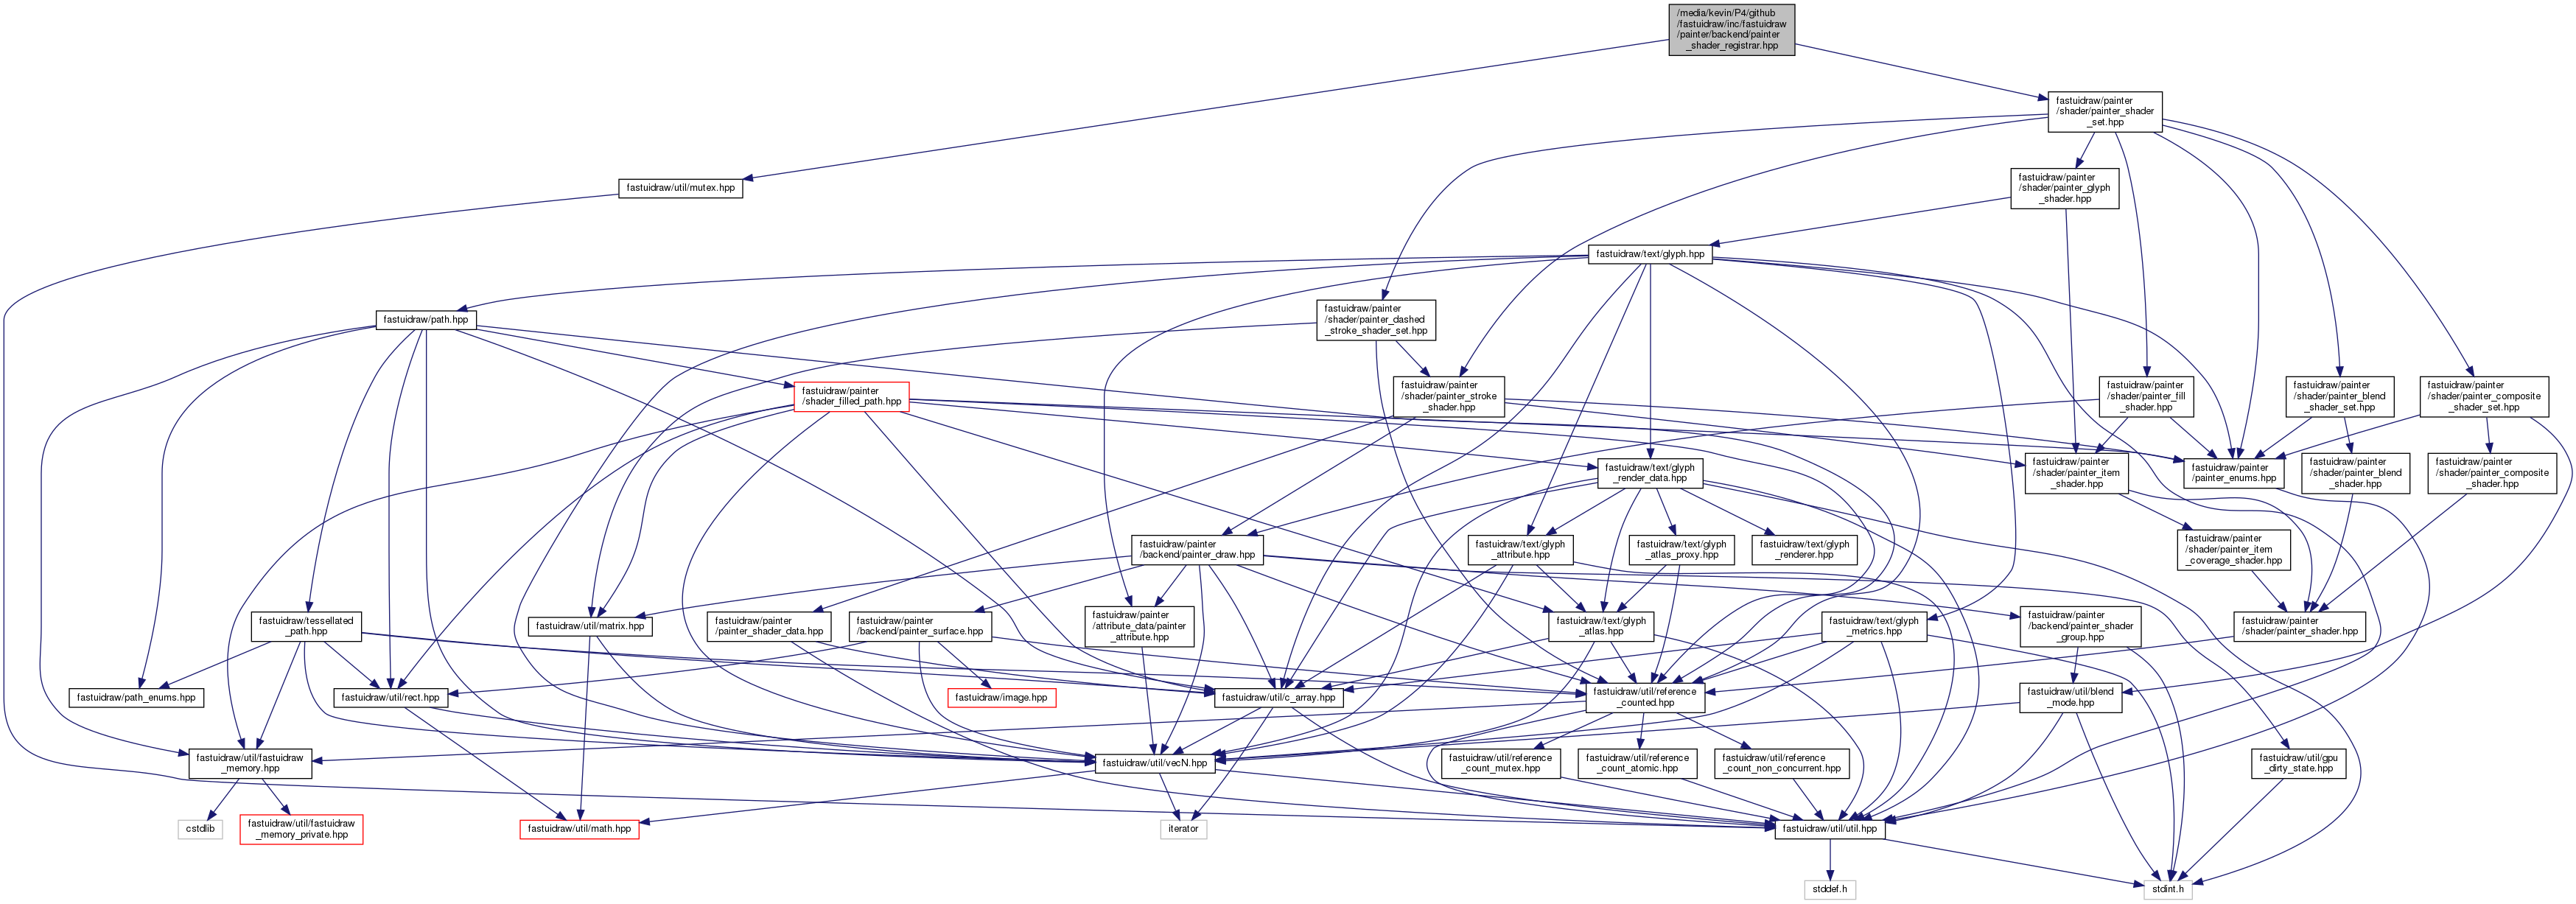 /media/kevin/P4/github
/fastuidraw/inc/fastuidraw
/painter/backend/painter
_shader_registrar.hpp
fastuidraw/painter
/shader/painter_shader
_set.hpp
fastuidraw/util/mutex.hpp
fastuidraw/painter
/shader/painter_glyph
_shader.hpp
fastuidraw/text/glyph.hpp
fastuidraw/path.hpp
fastuidraw/painter
/shader/painter_dashed
_stroke_shader_set.hpp
fastuidraw/painter
/shader_filled_path.hpp
fastuidraw/painter
/shader/painter_stroke
_shader.hpp
fastuidraw/painter
/shader/painter_fill
_shader.hpp
fastuidraw/painter
/shader/painter_blend
_shader_set.hpp
fastuidraw/painter
/shader/painter_composite
_shader_set.hpp
fastuidraw/text/glyph
_render_data.hpp
fastuidraw/painter
/shader/painter_item
_shader.hpp
fastuidraw/painter
/painter_enums.hpp
fastuidraw/painter
/shader/painter_blend
_shader.hpp
fastuidraw/painter
/shader/painter_composite
_shader.hpp
fastuidraw/painter
/backend/painter_draw.hpp
fastuidraw/text/glyph
_attribute.hpp
fastuidraw/text/glyph
_atlas_proxy.hpp
fastuidraw/text/glyph
_renderer.hpp
fastuidraw/painter
/shader/painter_item
_coverage_shader.hpp
fastuidraw/tessellated
_path.hpp
fastuidraw/util/matrix.hpp
fastuidraw/painter
/painter_shader_data.hpp
fastuidraw/painter
/backend/painter_surface.hpp
fastuidraw/painter
/attribute_data/painter
_attribute.hpp
fastuidraw/text/glyph
_atlas.hpp
fastuidraw/text/glyph
_metrics.hpp
fastuidraw/painter
/backend/painter_shader
_group.hpp
fastuidraw/painter
/shader/painter_shader.hpp
fastuidraw/path_enums.hpp
fastuidraw/util/rect.hpp
fastuidraw/image.hpp
fastuidraw/util/c_array.hpp
fastuidraw/util/reference
_counted.hpp
fastuidraw/util/blend
_mode.hpp
fastuidraw/util/fastuidraw
_memory.hpp
fastuidraw/util/vecN.hpp
fastuidraw/util/reference
_count_mutex.hpp
fastuidraw/util/reference
_count_atomic.hpp
fastuidraw/util/reference
_count_non_concurrent.hpp
fastuidraw/util/gpu
_dirty_state.hpp
cstdlib
fastuidraw/util/fastuidraw
_memory_private.hpp
fastuidraw/util/math.hpp
iterator
fastuidraw/util/util.hpp
stddef.h
stdint.h